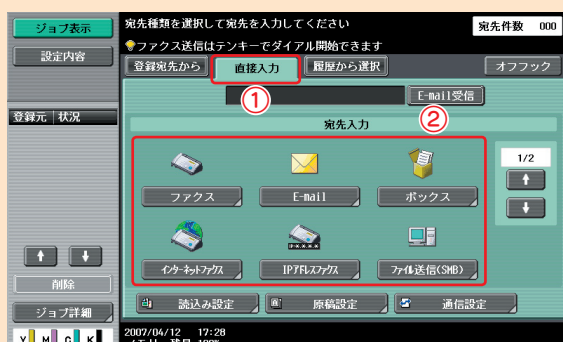 ジョブ表示
宛先種類を選択して宛先を入力してください
宛先件数 000
ファクス送信はテンキーでダイアル開始できます
設定内容
登録宛先から
直接入力
履歴から選択
オフフック
①
E-mail受信
②
登録元 状況
宛先入力
1/2
ファクス
E-mail
ボックス
インターネットファクス
IPアドレスファクス
ファイル送信(SMB)
削除
読込み設定
原稿設定
通信設定
ジョブ詳細
2007/04/12 17:28
Y M C K
メモリー残量 100%